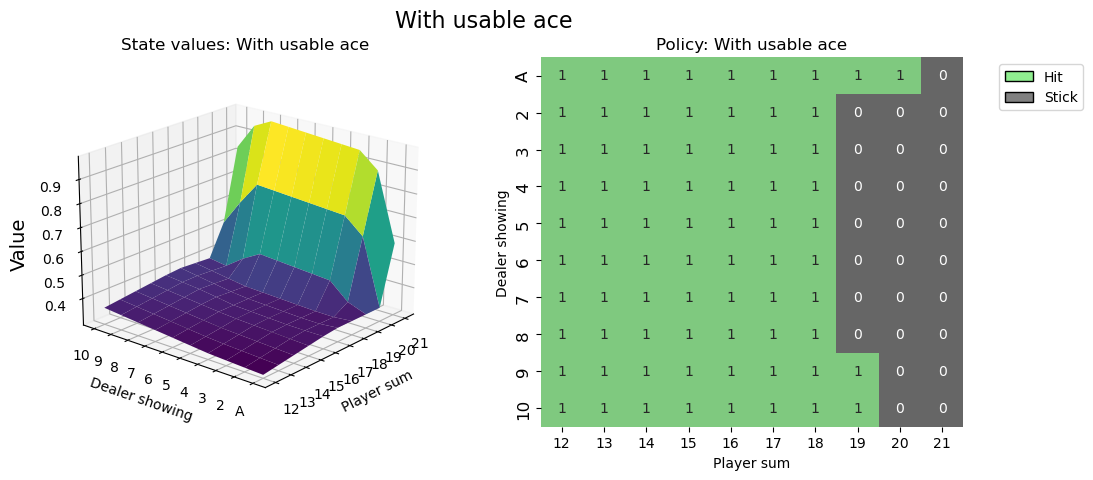 With usable ace
State values: With usable ace
0.9
0.8
0.7
0.6
0.5
0.4
Value
10 9 8 7 6 5 4 3 2 A
Dealer showing
12 13 14 15 16 17 18 19 20 21
Player sum
Policy: With usable ace
A 1 1 1 1 1 1 1 1 1 0
2 1 1 1 1 1 1 1 0 0 0
3 1 1 1 1 1 1 1 0 0 0
4 1 1 1 1 1 1 1 0 0 0
5 1 1 1 1 1 1 1 0 0 0
6 1 1 1 1 1 1 1 0 0 0
7 1 1 1 1 1 1 1 0 0 0
8 1 1 1 1 1 1 1 0 0 0
9 1 1 1 1 1 1 1 1 0 0
10 1 1 1 1 1 1 1 1 0 0
12 13 14 15 16 17 18 19 20 21
Dealer showing
Player sum
Hit
Stick